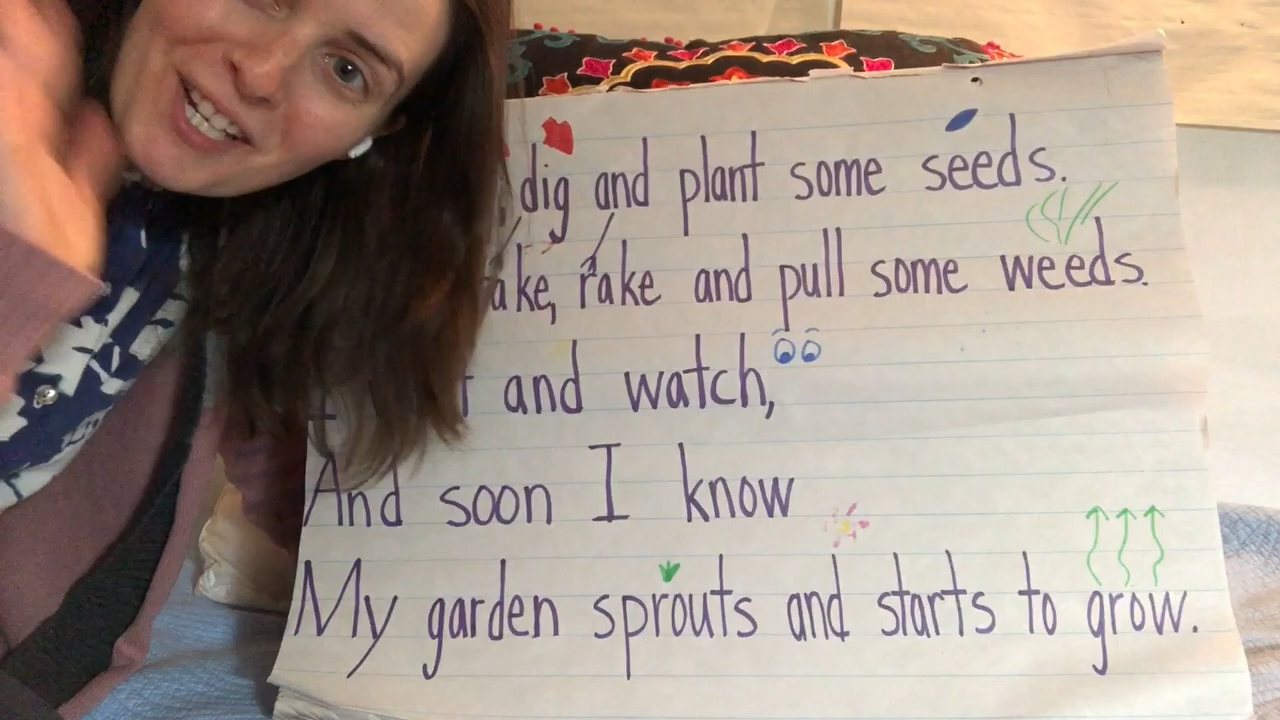 dig and plant some seeds.
ake, rake and pull some weeds.
I and watch,
And soon I know
My garden sprouts and starts to grow.